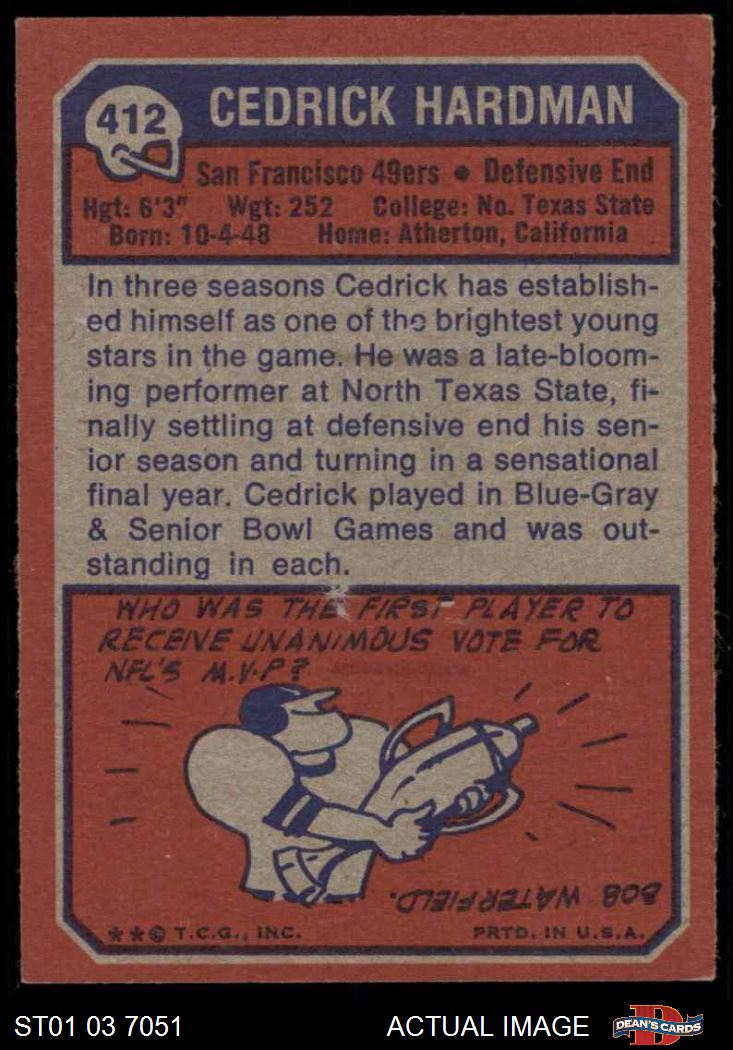 412
CEDRICK HARDMAN
San Francisco 49ers ● Defensive End
Hgt: 6'3" Wgt: 252 College: No. Texas State
Born: 10-4-48 Home: Atherton, California
In three seasons Cedrick has establish-
ed himself as one of the brightest young
stars in the game. He was a late-bloom-
ing performer at North Texas State, fi-
nally settling at defensive end his sen-
ior season and turning in a sensational
final year. Cedrick played in Blue-Gray
& Senior Bowl Games and was out-
standing in each.
WHO WAS THE FIRST PLAYER TO
RECEIVE UNANIMOUS VOTE FOR
NFL'S M.V.P?
BOB WATERFIELD.
**© T.C.G., INC. PRTD. IN U.S.A.
ST01 03 7051 ACTUAL IMAGE DEAN'S CARDS